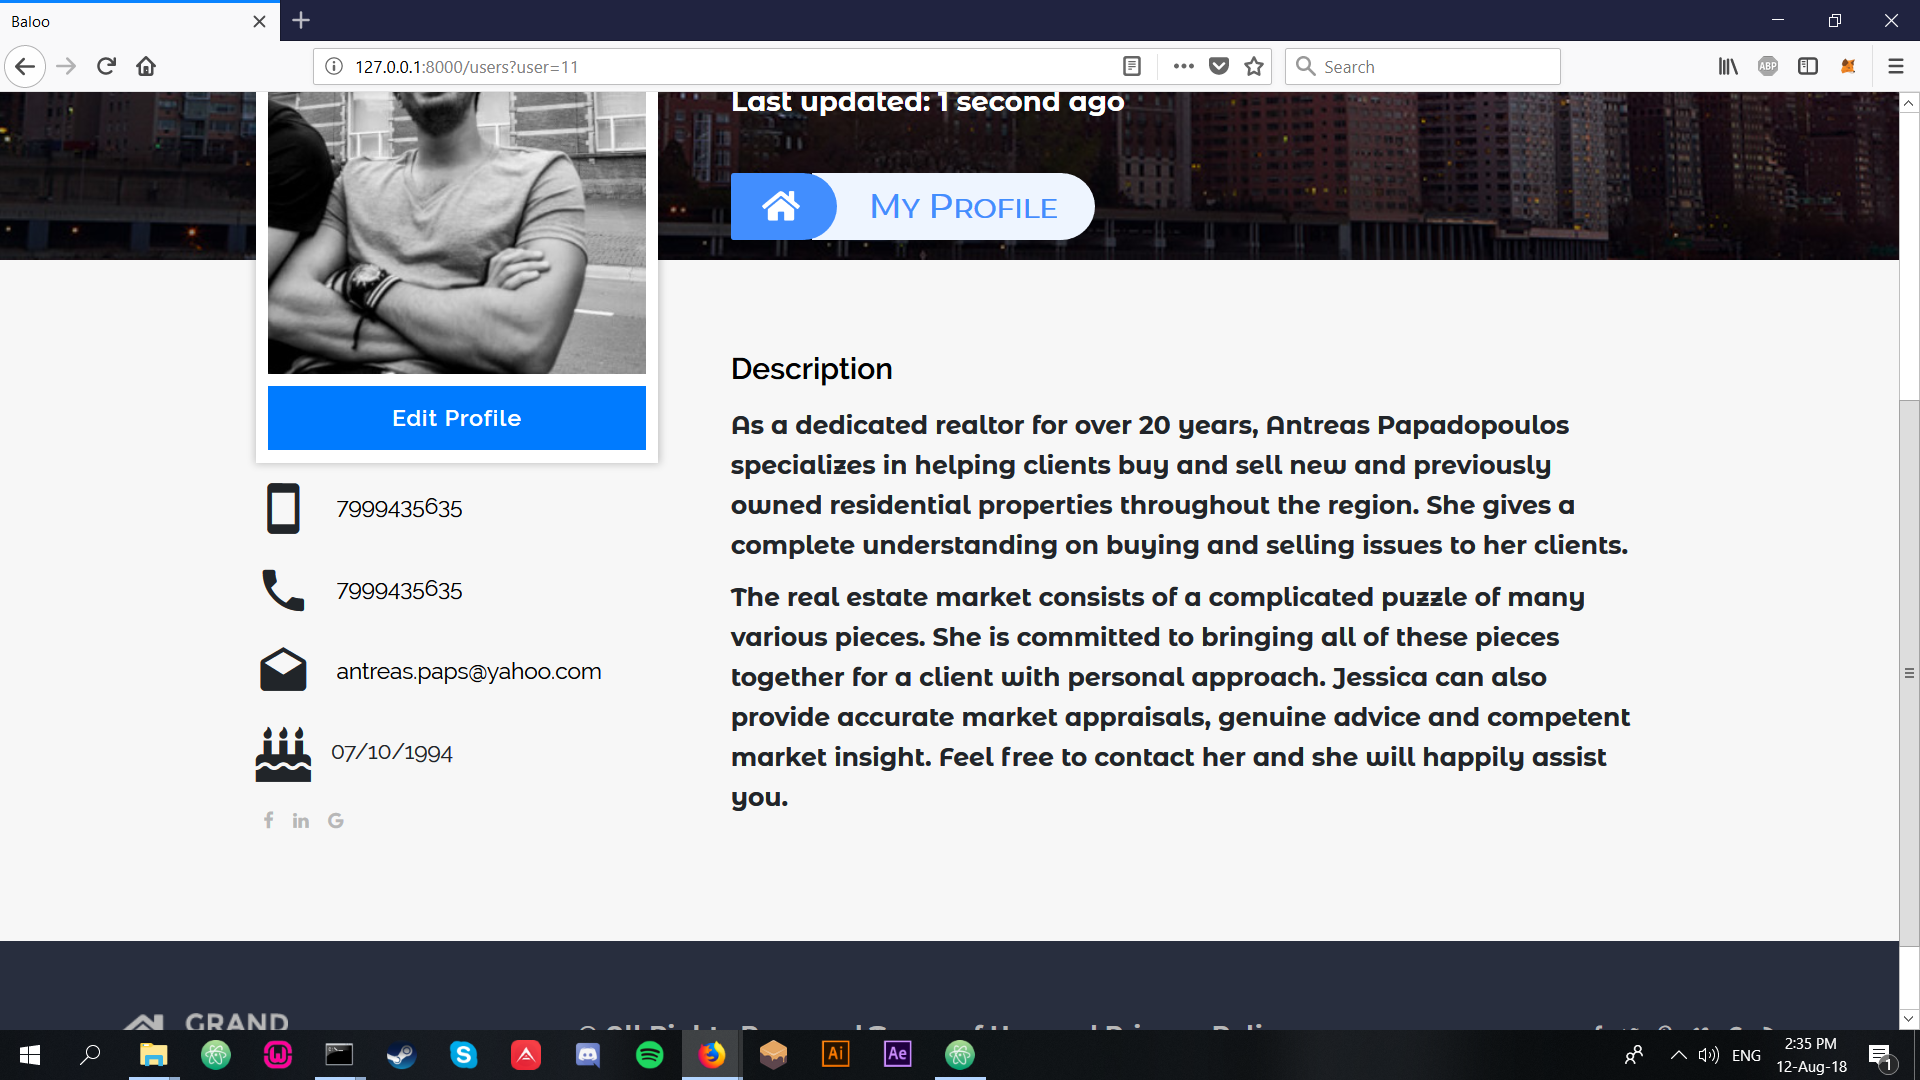 Baloo
127.0.0.1:8000/users?user=11
Search
ABP
Last updated: 1 second ago
My Profile
Edit Profile
7999435635
7999435635
antreas.paps@yahoo.com
07/10/1994
Description
As a dedicated realtor for over 20 years, Antreas Papadopoulos
specializes in helping clients buy and sell new and previously
owned residential properties throughout the region. She gives a
complete understanding on buying and selling issues to her clients.
The real estate market consists of a complicated puzzle of many
various pieces. She is committed to bringing all of these pieces
together for a client with personal approach. Jessica can also
provide accurate market appraisals, genuine advice and competent
market insight. Feel free to contact her and she will happily assist
you.
GRAND
Ai
Ae
ENG
2:35 PM
12-Aug-18
1